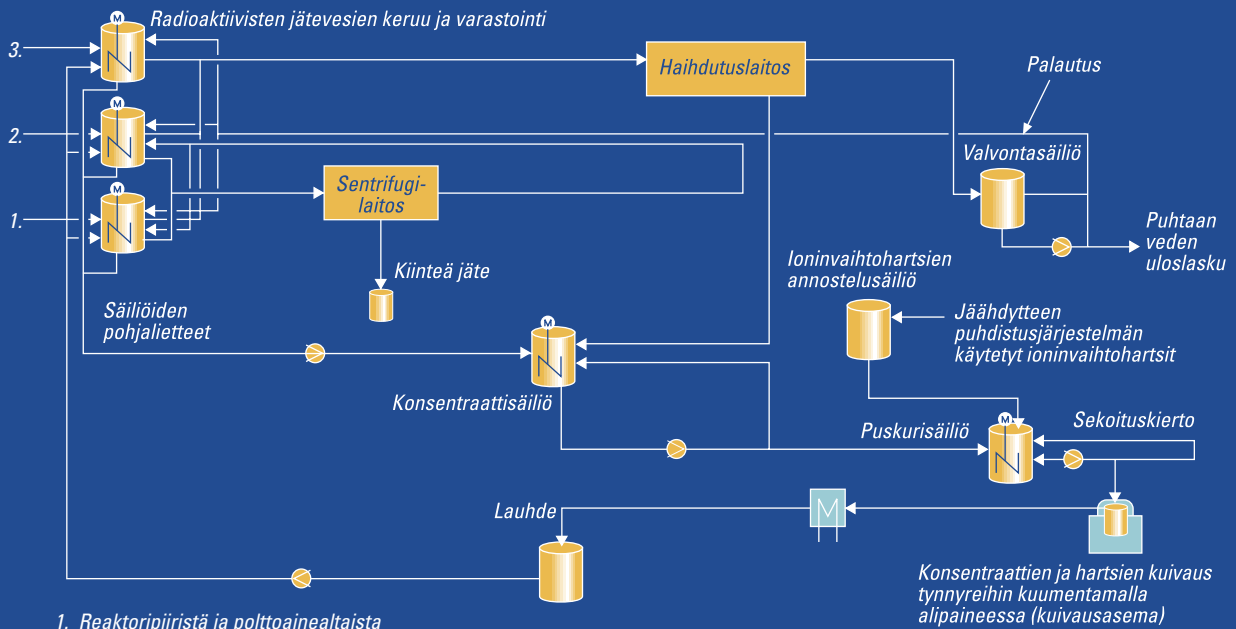 Radioaktiivisten jätevesien keruu ja varastointi
M
3.
Haihdutuslaitos
Palautus
M
2.
Valvontasäiliö
M
Sentrifugi-
laitos
1.
Puhtaan
veden
uloslasku
Kiinteä jäte
Ioninvaihtohartsien
annostelusäiliö
Säiliöiden
pohjalietteet
Jäähdytteen
puhdistusjärjestelmän
käytetyt ioninvaihtohartsit
M
Konsentraattisäiliö
M
Puskurisäiliö
Sekoituskierto
Lauhde
Konsentraattien ja hartsien kuivaus
tynnyreihin kuumentamalla
alipaineessa (kuivausasema)
1. Reaktoripiiristä ja polttoainealtaista